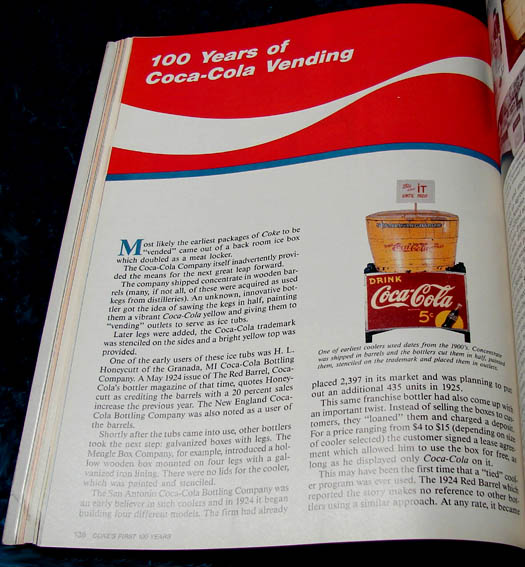 100 Years of
Coca-Cola Vending
Most likely the earliest packages of Coke to be
"vended" came out of a back room ice box
which doubled as a meat locker.
The Coca-Cola Company itself inadvertently provi-
ded the means for the next great leap forward.
The company shipped concentrate in wooden bar-
rels (many, if not all, of these were acquired as used
kegs from distilleries). An unknown, innovative bot-
tler got the idea of sawing the kegs in half, painting
them a vibrant Coca-Cola yellow and giving them to
"vending" outlets to serve as ice tubs.
Later legs were added, the Coca-Cola trademark
was stenciled on the sides and a bright yellow top was
provided.
One of the early users of these ice tubs was H. L.
Honeycutt of the Granada, MI Coca-Cola Bottling
Company. A May 1924 issue of The Red Barrel, Coca-
Cola's bottler magazine of that time, quotes Honey-
cutt as crediting the barrels with a 20 percent sales
increase the previous year. The New England Coca-
Cola Bottling Company was also noted as a user of
the barrels.
Shortly after the tubs came into use, other bottlers
took the next step: galvanized boxes with legs. The
Meagle Box Company, for example, introduced a hol-
low wooden box mounted on four legs with a gal-
vanized iron lining. There were no lids for the cooler,
which was painted and stenciled.
The San Antonio Coca-Cola Bottling Company was
an early believer in such coolers and in 1924 it began
building four different models. The firm had already
138 COKE'S FIRST 100 YEARS
IT
DRINK
Coca-Cola
5¢
One of earliest coolers used dates from the 1900's. Concentrate
was shipped in barrels and the bottlers cut them in half, painted
them, stenciled on the trademark and placed them in outlets.
placed 2,397 in its market and was planning to put
out an additional 435 units in 1925.
This same franchise bottler had also come up with
an important twist. Instead of selling the boxes to cus-
tomers, they "loaned" them and charged a deposit.
For a price ranging from $4 to $15 (depending on size
of cooler selected) the customer signed a lease agree-
ment which allowed him to use the box for free, as
long as he displayed only Coca-Cola on it.
This may have been the first time that a "tied" cool-
er program was ever used. The 1924 Red Barrel which
reported the story makes no reference to other bot-
tlers using a similar approach. At any rate, it became